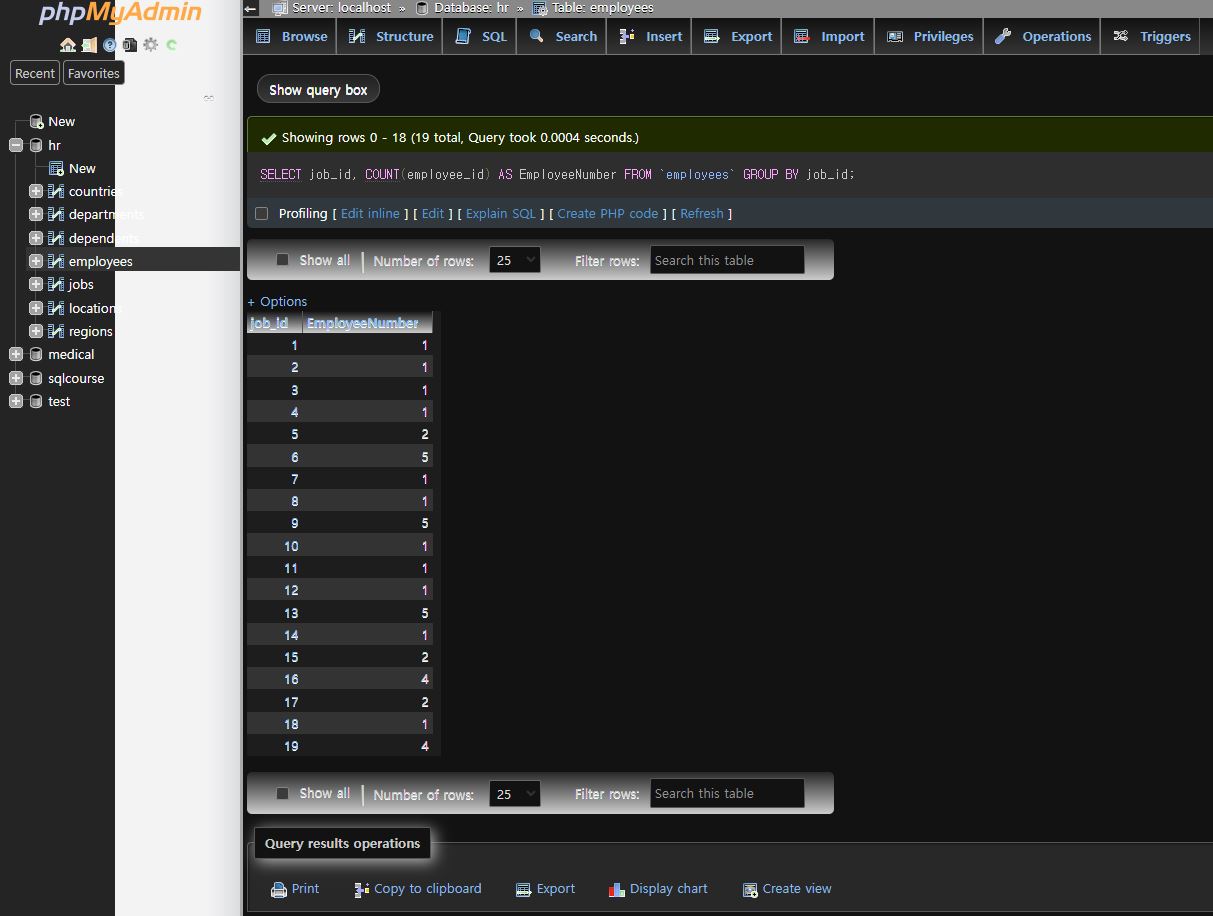 phpMyAdmin
Recent Favorites
New
hr
New
countries
departments
dependents
employees
jobs
locations
regions
medical
sqlcourse
test
Server: localhost » Database: hr » Table: employees
Browse Structure SQL Search Insert Export Import Privileges Operations Triggers
Show query box
Showing rows 0 - 18 (19 total, Query took 0.0004 seconds.)
SELECT job_id, COUNT(employee_id) AS EmployeeNumber FROM `employees` GROUP BY job_id;
Profiling [ Edit inline ] [ Edit ] [ Explain SQL ] [ Create PHP code ] [ Refresh ]
Show all | Number of rows: 25 Filter rows: Search this table
+ Options
job_id EmployeeNumber
1 1
2 1
3 1
4 1
5 2
6 5
7 1
8 1
9 5
10 1
11 1
12 1
13 5
14 1
15 2
16 4
17 2
18 1
19 4
Show all | Number of rows: 25 Filter rows: Search this table
Query results operations
Print Copy to clipboard Export Display chart Create view